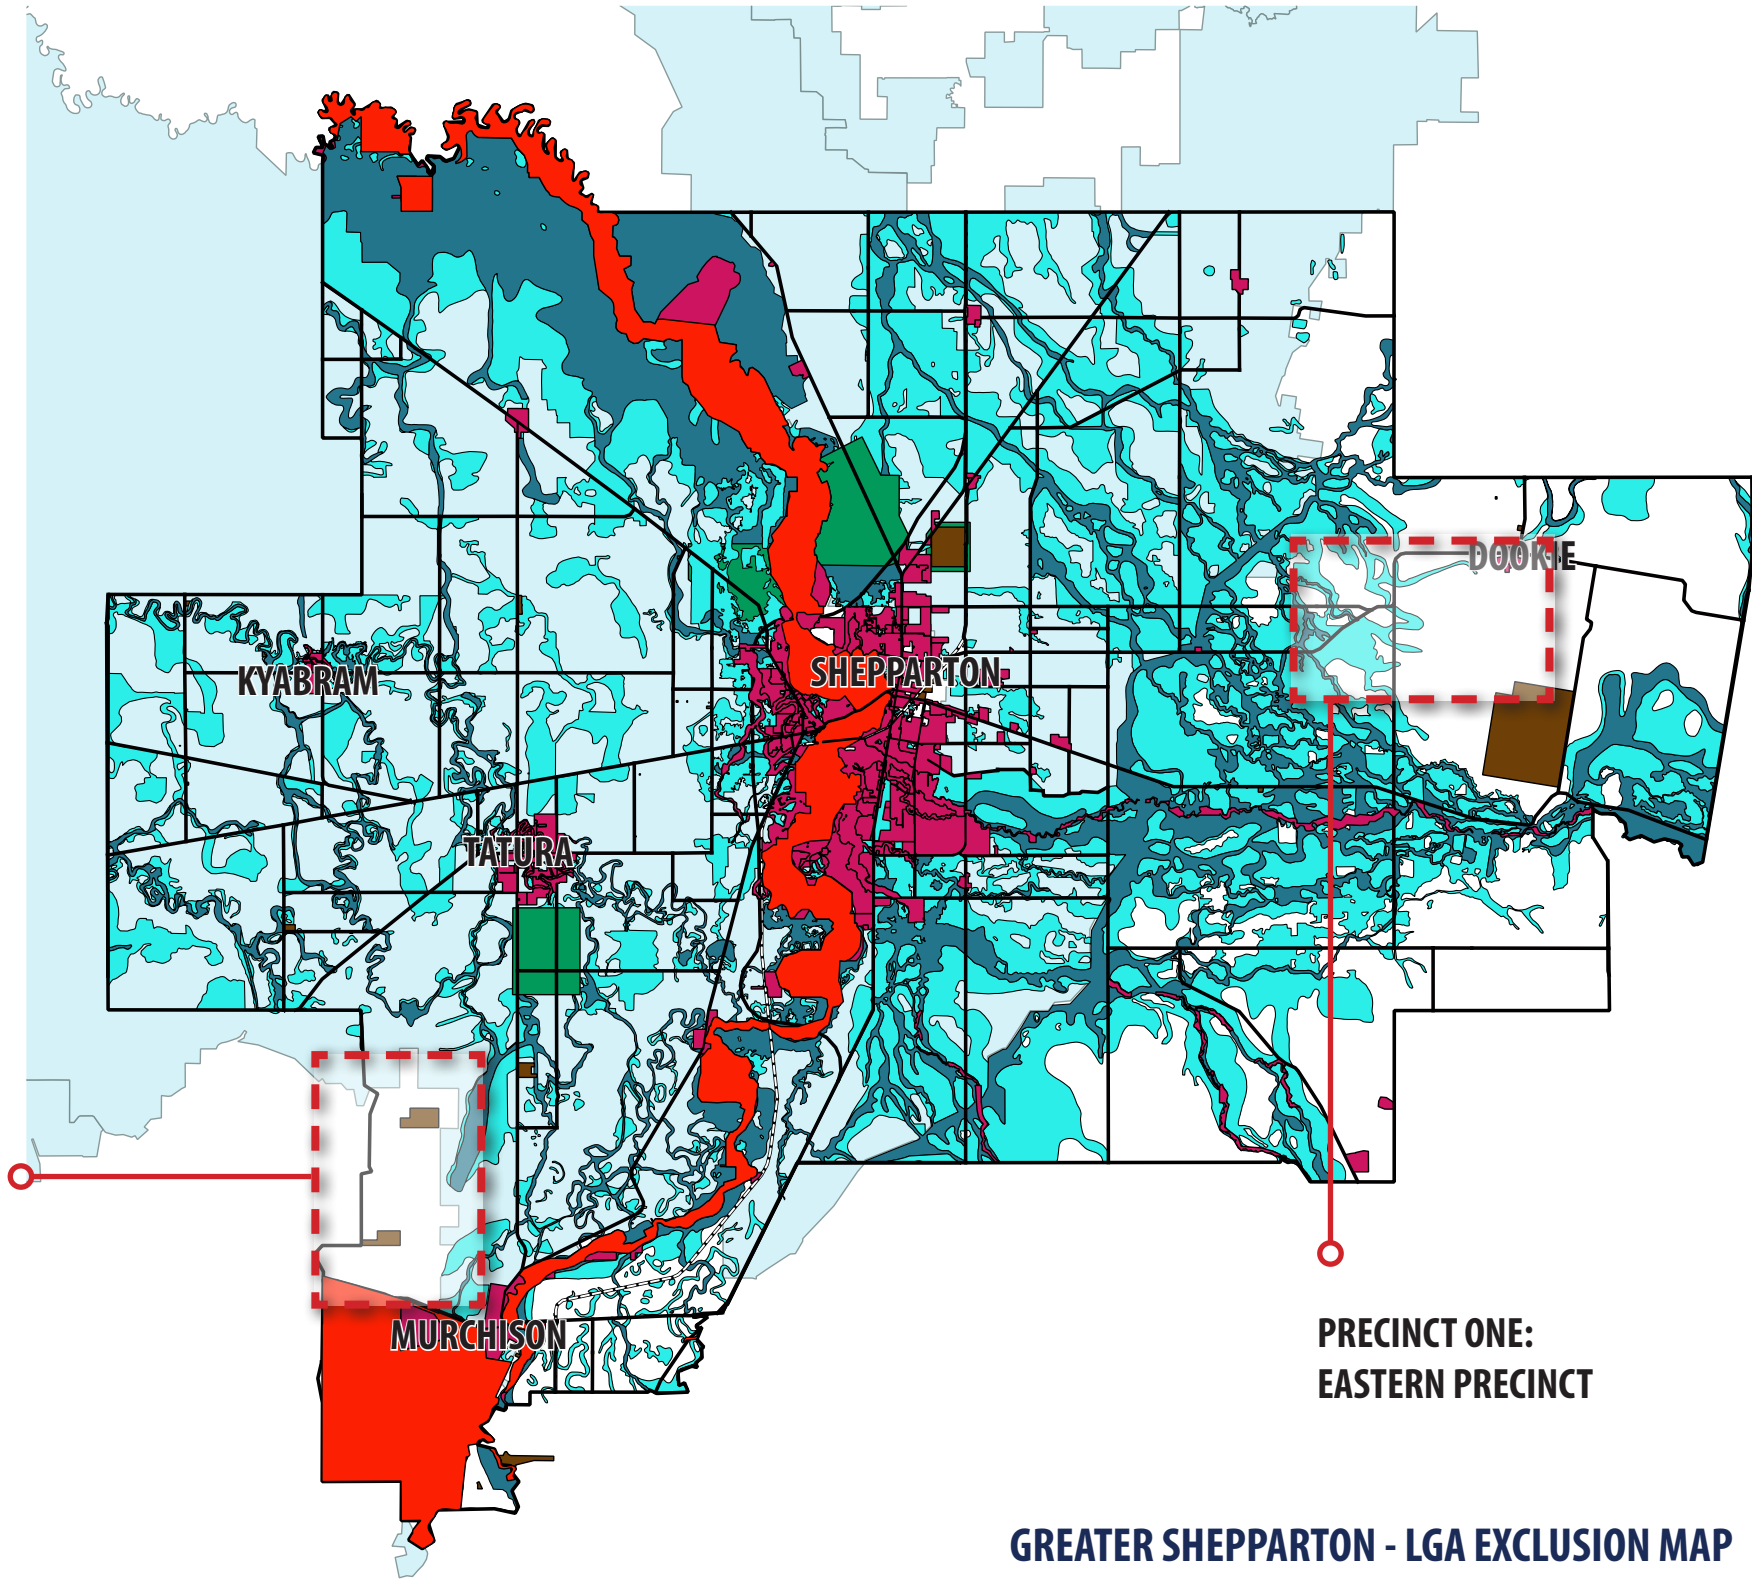 DOOKIE
SHEPPARTON
KYABRAM
TATURA
MURCHISON
PRECINCT ONE:
EASTERN PRECINCT
GREATER SHEPPARTON - LGA EXCLUSION MAP